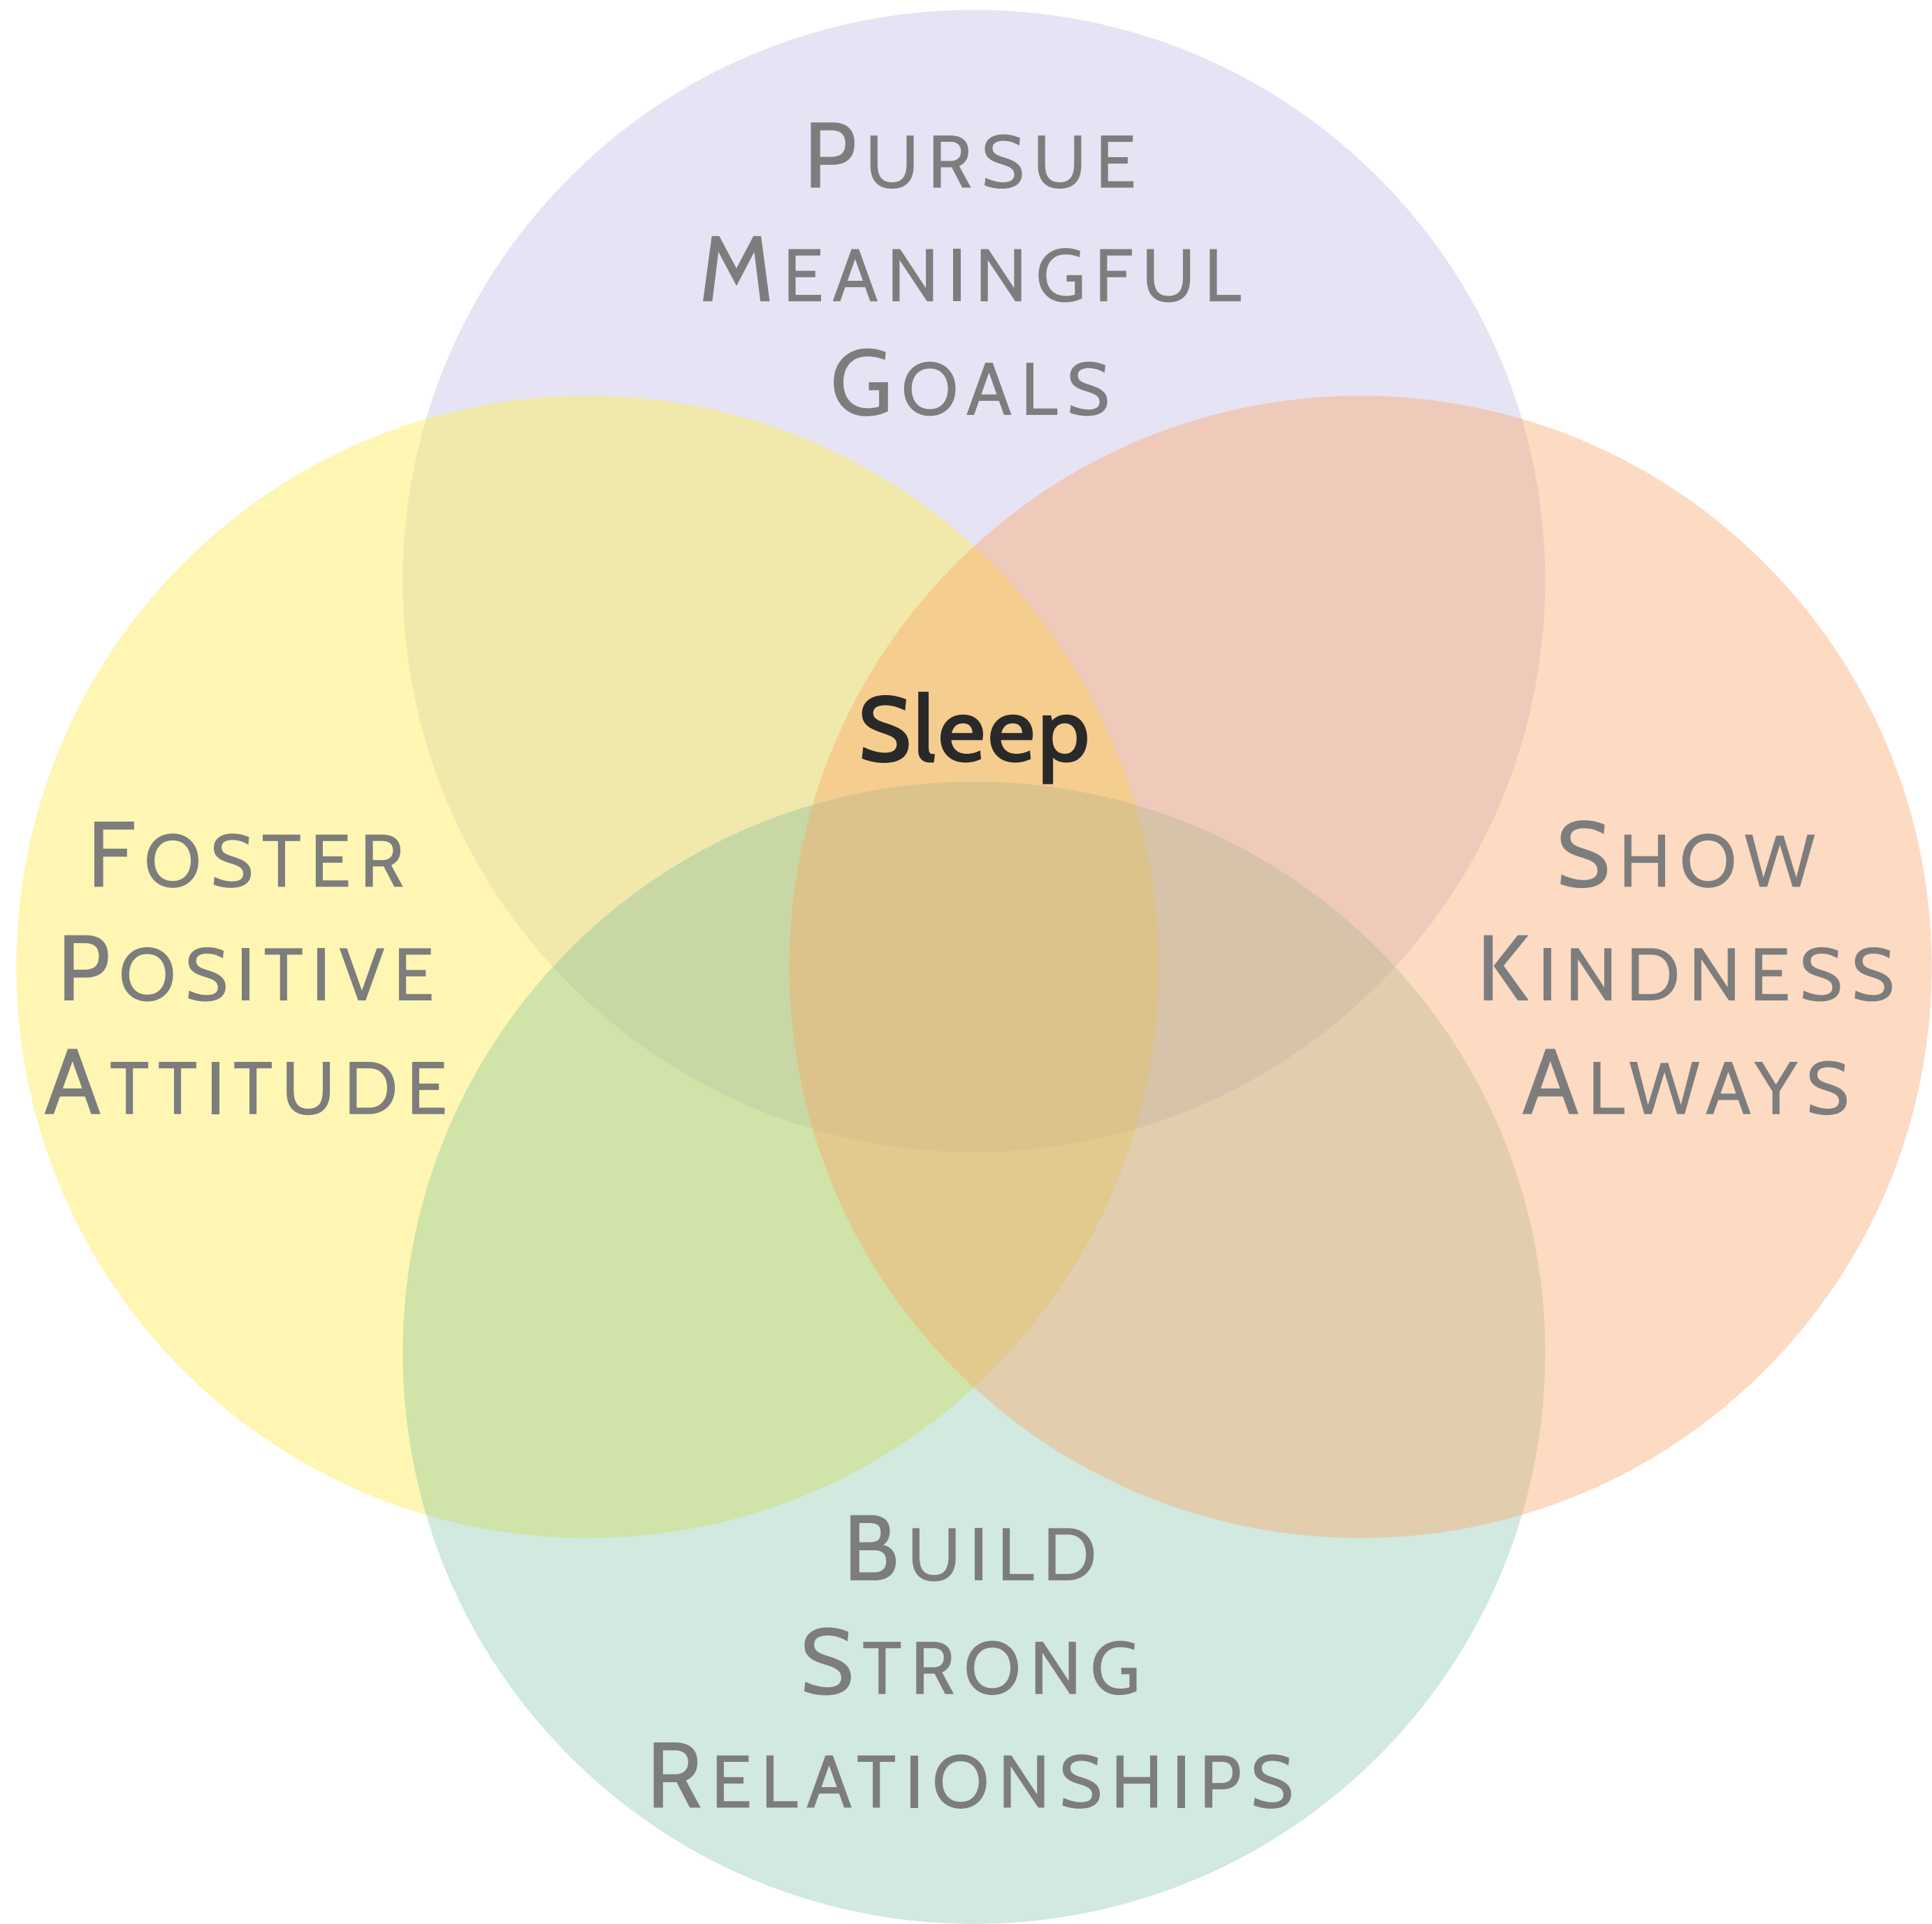 Pursue
Meaningful
Goals
Sleep
Foster
Positive
Attitude
Show
Kindness
Always
Build
Strong
Relationships